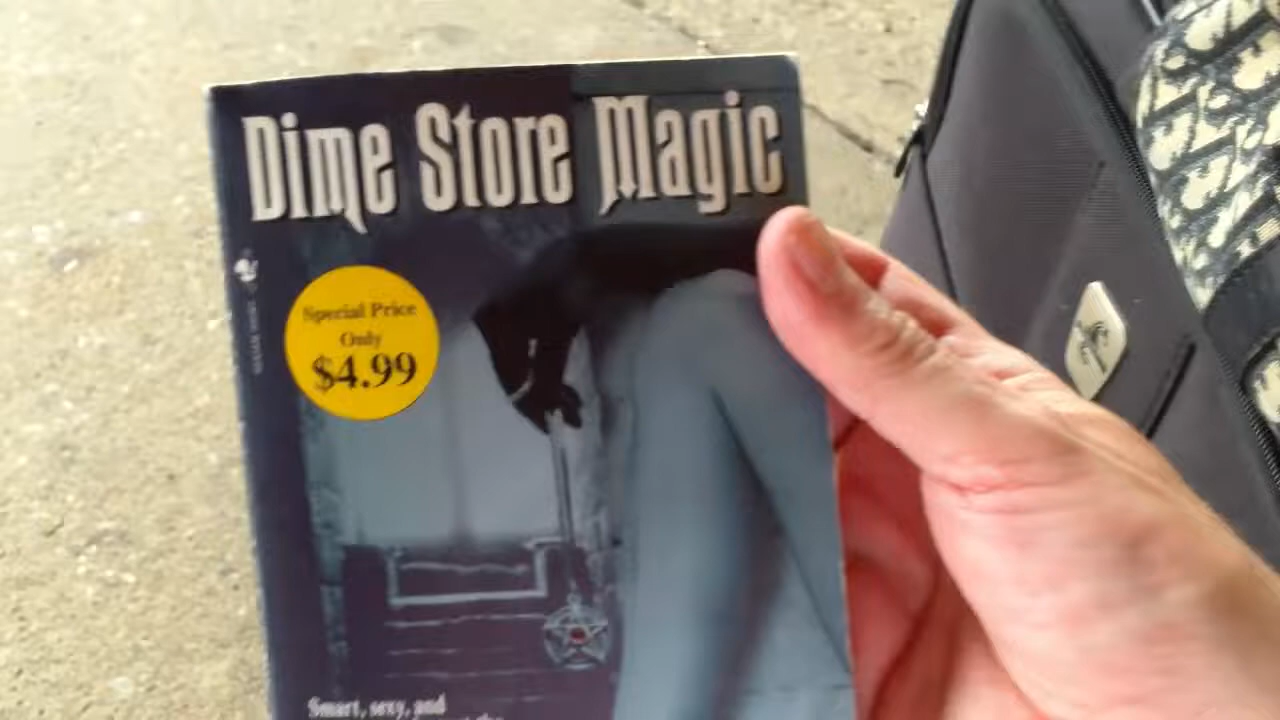 Dime Store Magic
Special Price
Only
$4.99
Smart, sexy, and